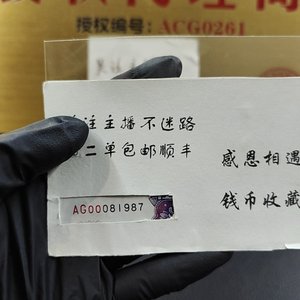 授权编号: ACG0261
注主播不迷路
二单包邮顺丰
感恩相遇
钱币收藏
AG00081987